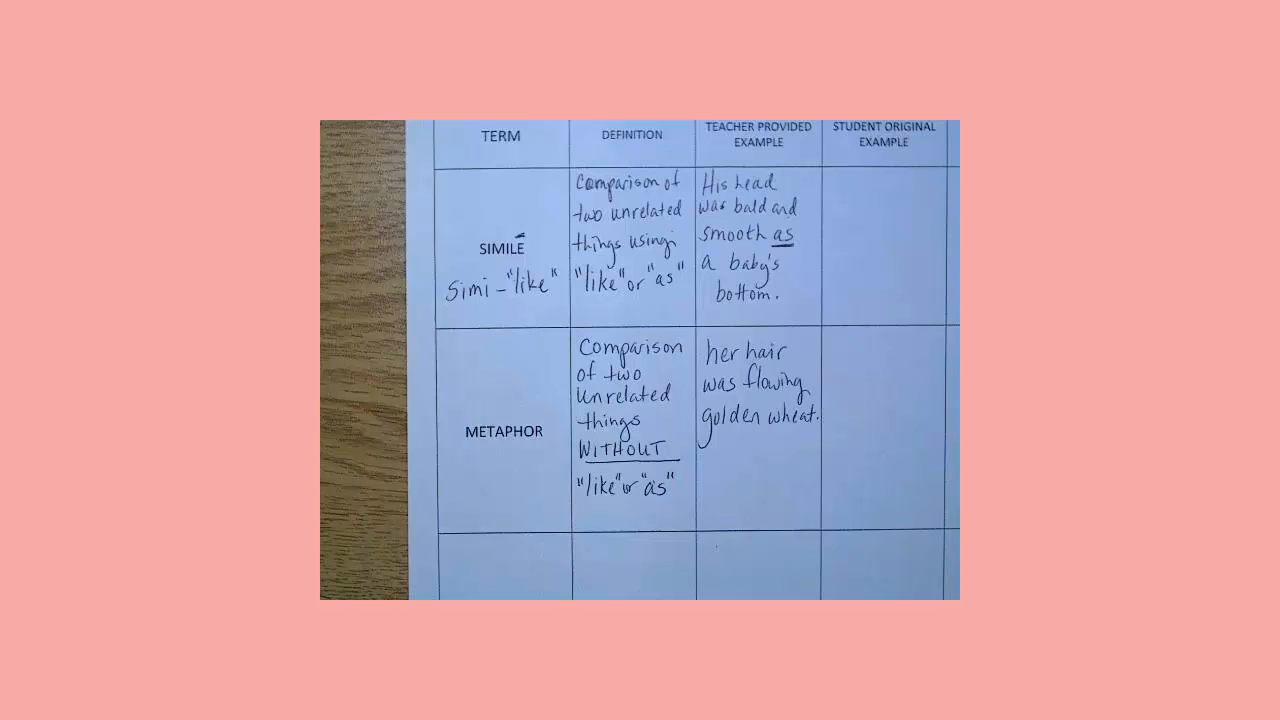 TERM
DEFINITION
TEACHER PROVIDED
EXAMPLE
STUDENT ORIGINAL
EXAMPLE
SIMILE
Simi - "like"
Comparison of
two unrelated
things using
"like" or "as"
His head
was bald and
smooth as
a baby's
bottom.
METAPHOR
Comparison
of two
unrelated
things
WITHOUT
"like" or "as"
her hair
was flowing
golden wheat.